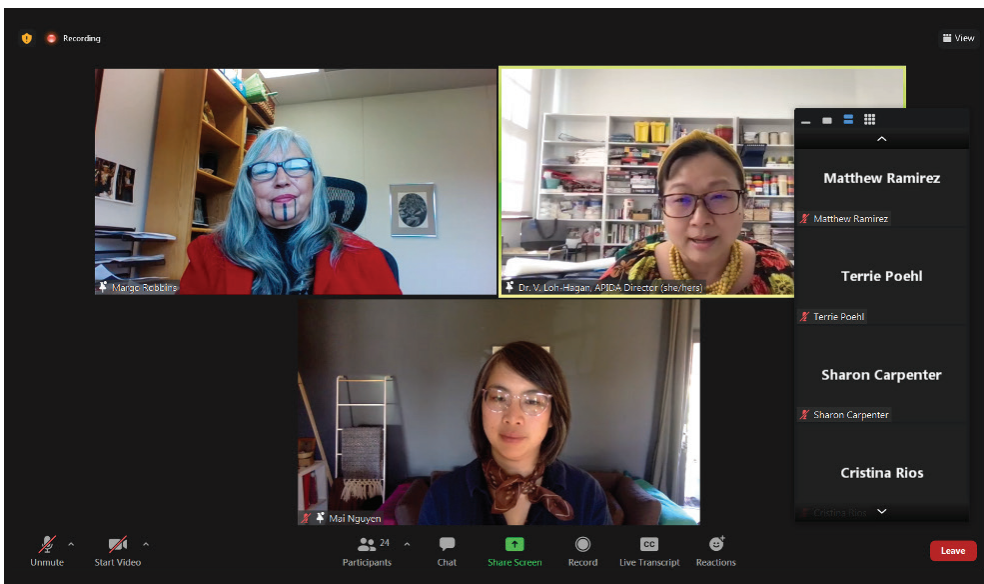 Recording
View
Margo Robbins
Dr. V. Loh-Hagan, APIDA Director (she/hers)
Matthew Ramirez
Matthew Ramirez
Terrie Poehl
Terrie Poehl
Sharon Carpenter
Sharon Carpenter
Cristina Rios
Cristina Rios
Mai Nguyen
24
CC
Unmute
Start Video
Participants
Chat
Share Screen
Record
Live Transcript
Reactions
Leave